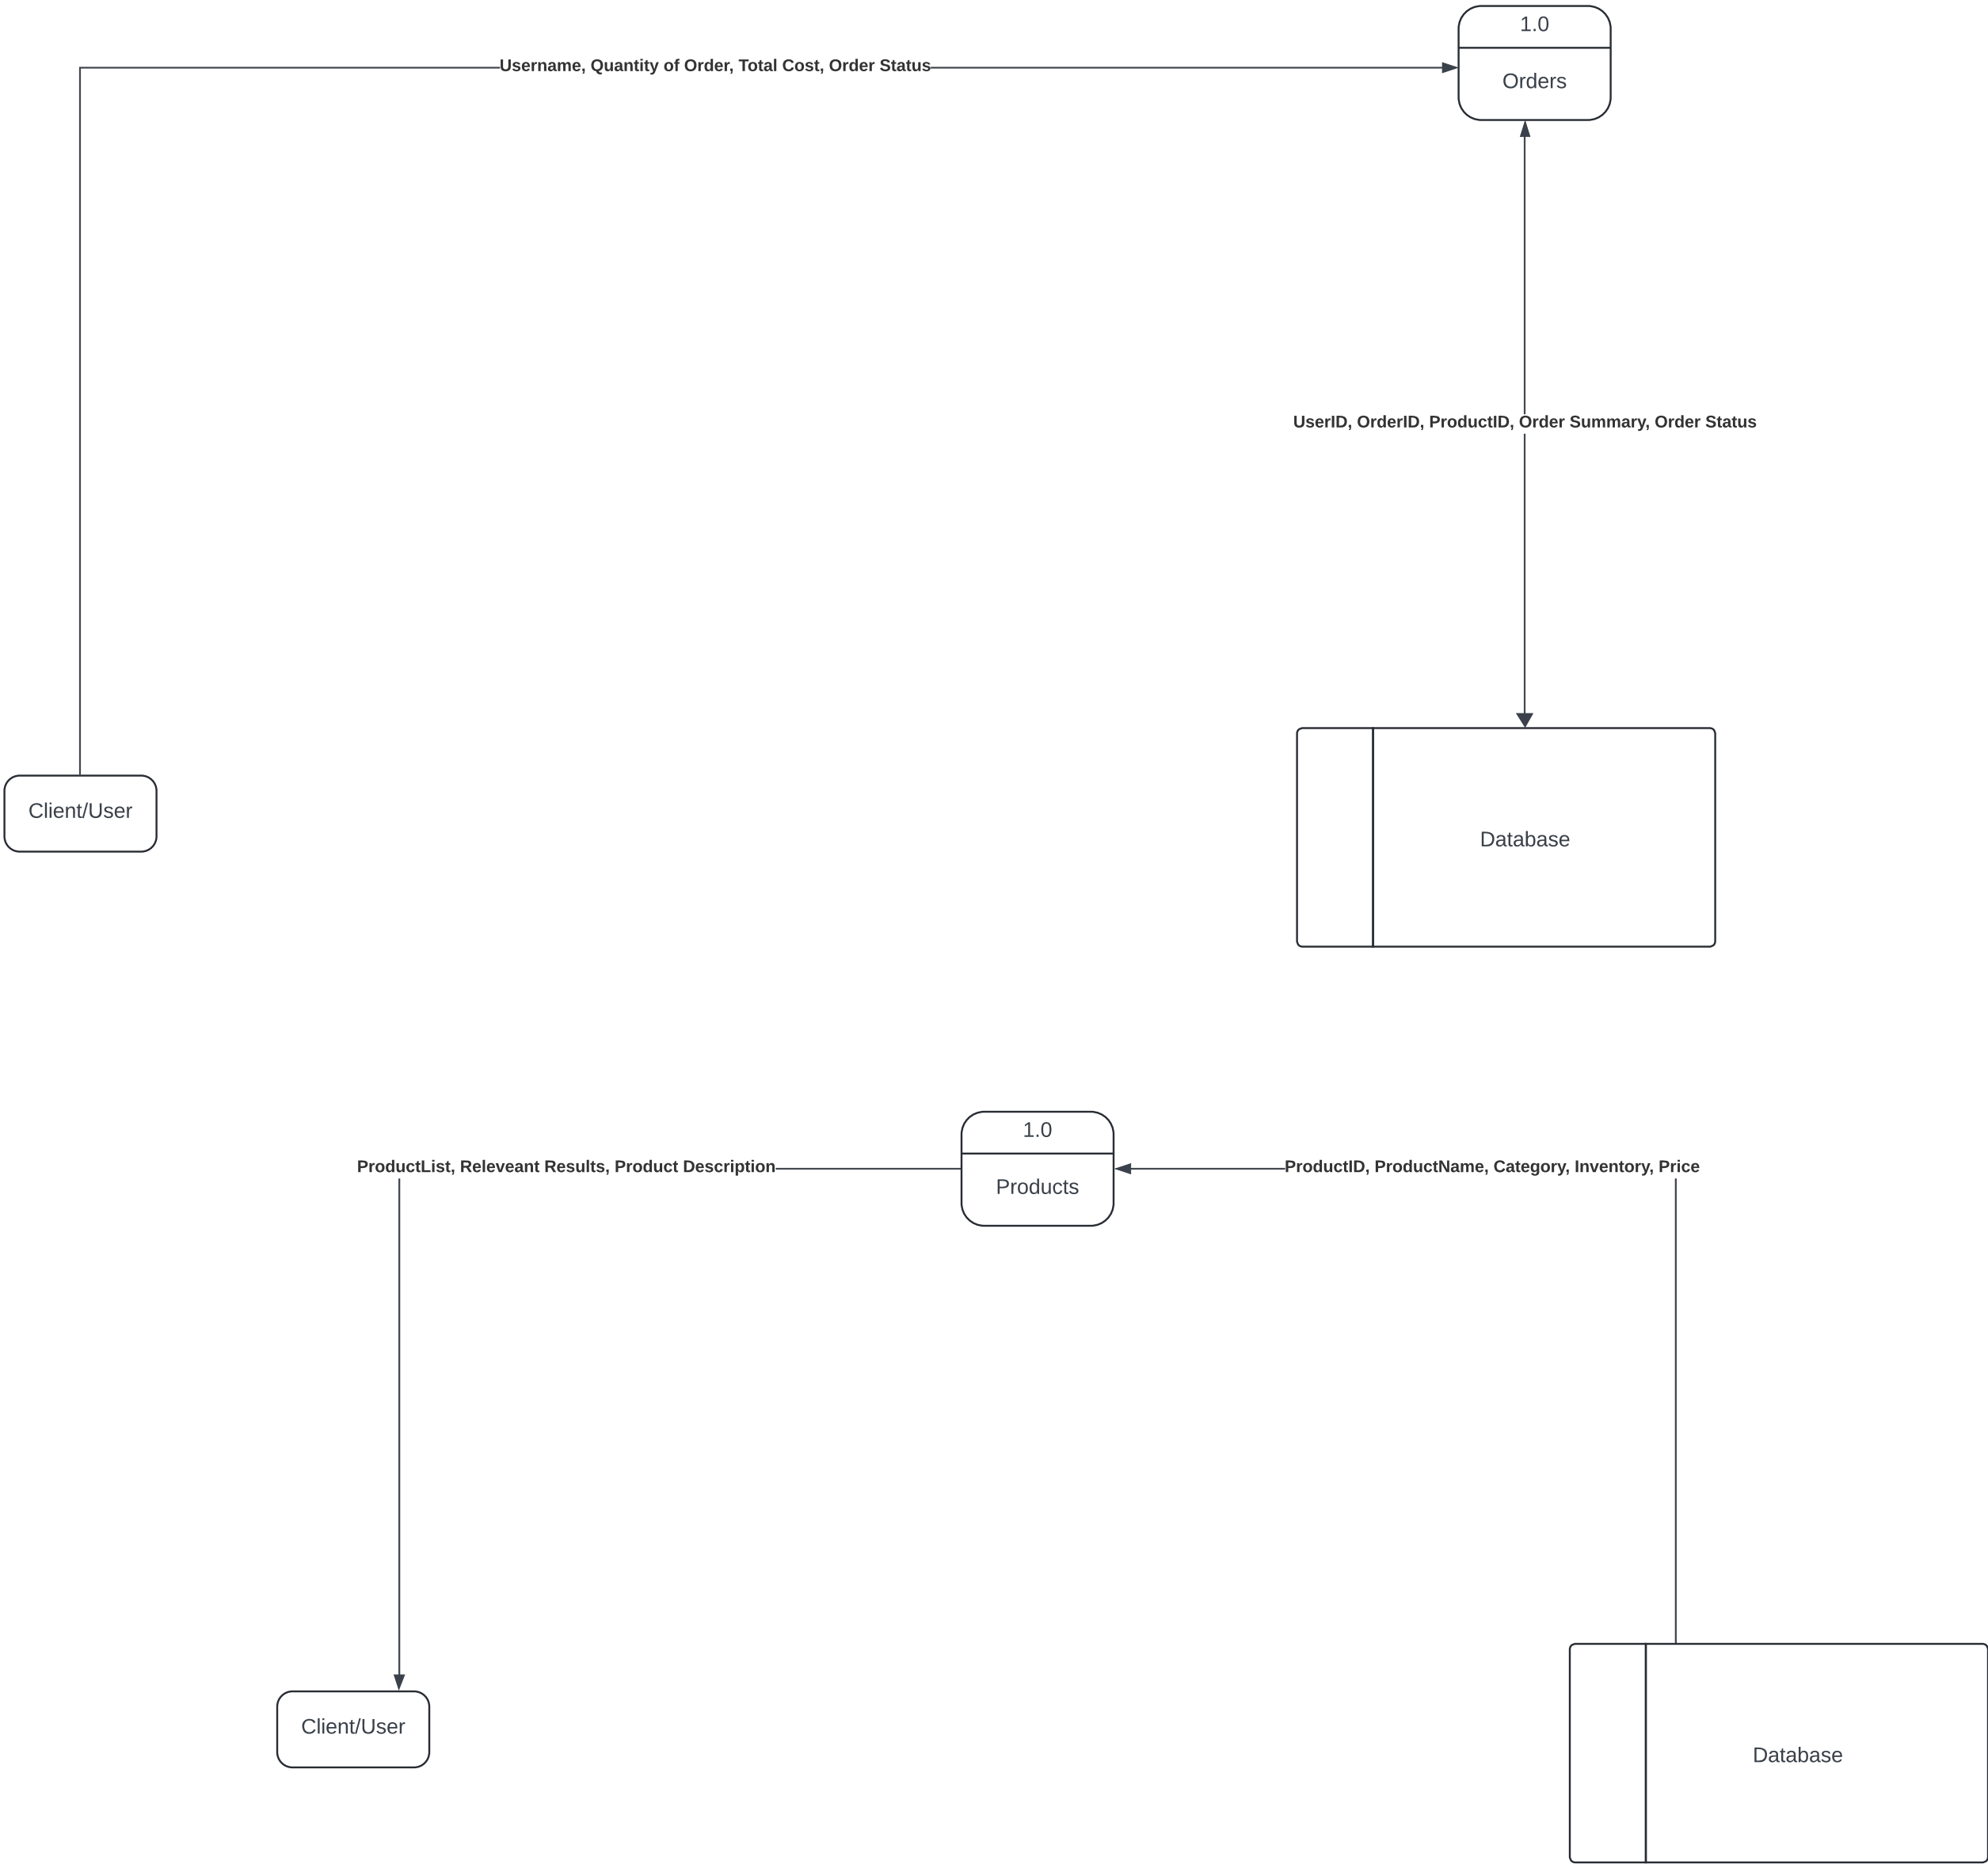 1.0
Username, Quantity of Order, Total Cost, Order Status
Orders
UserID, OrderID, ProductID, Order Summary, Order Status
Client/User
Database
1.0
ProductList, Releveant Results, Product Description
ProductID, ProductName, Category, Inventory, Price
Products
Client/User
Database